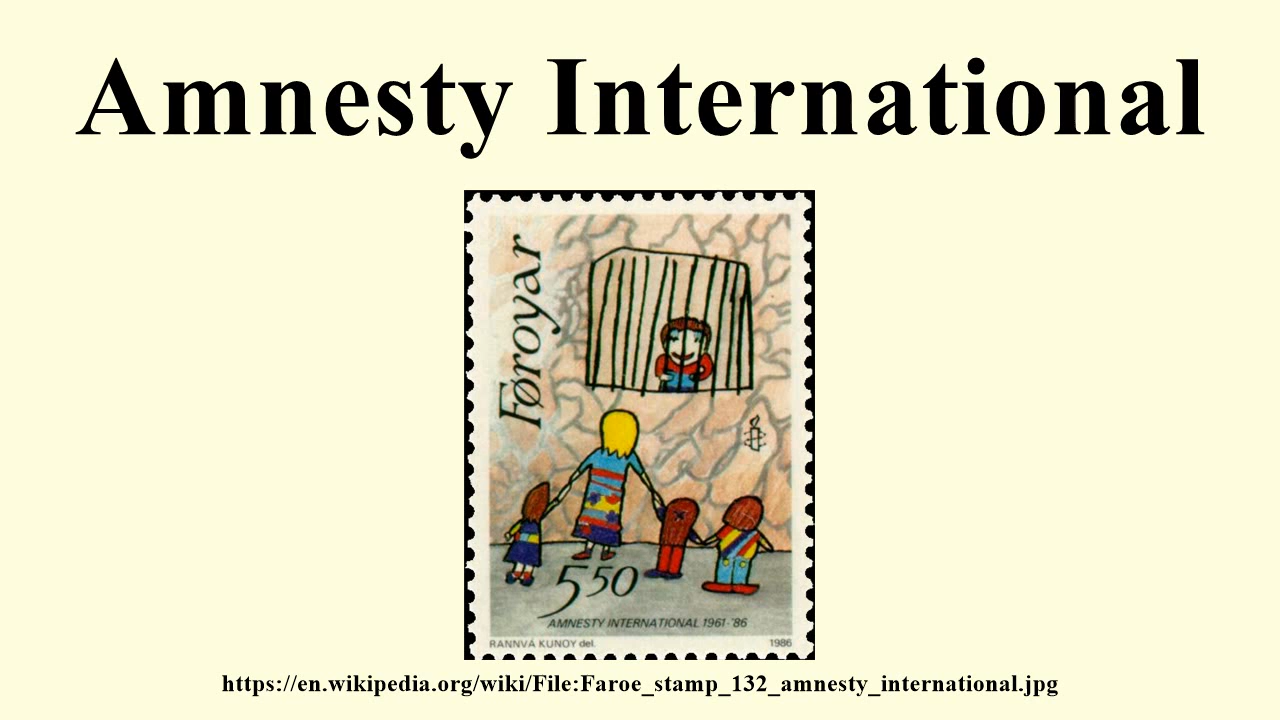 Amnesty International
Føroyar
550
AMNESTY INTERNATIONAL 1961-'86
RANNVÁ KUNOY del.
1986
https://en.wikipedia.org/wiki/File:Faroe_stamp_132_amnesty_international.jpg